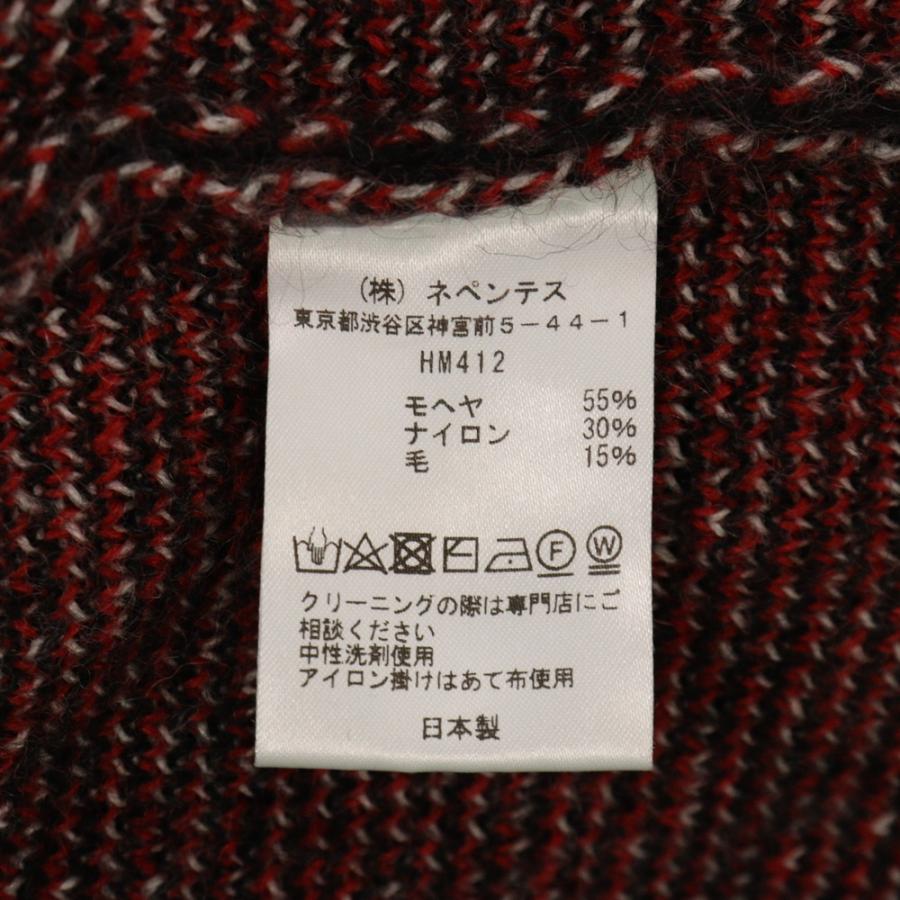 (株) ネペンテス
東京都渋谷区神宮前5-44-1
HM412
モヘヤ 55%
ナイロン 30%
毛 15%
F W
クリーニングの際は専門店にご
相談ください
中性洗剤使用
アイロン掛けはあて布使用
日本製